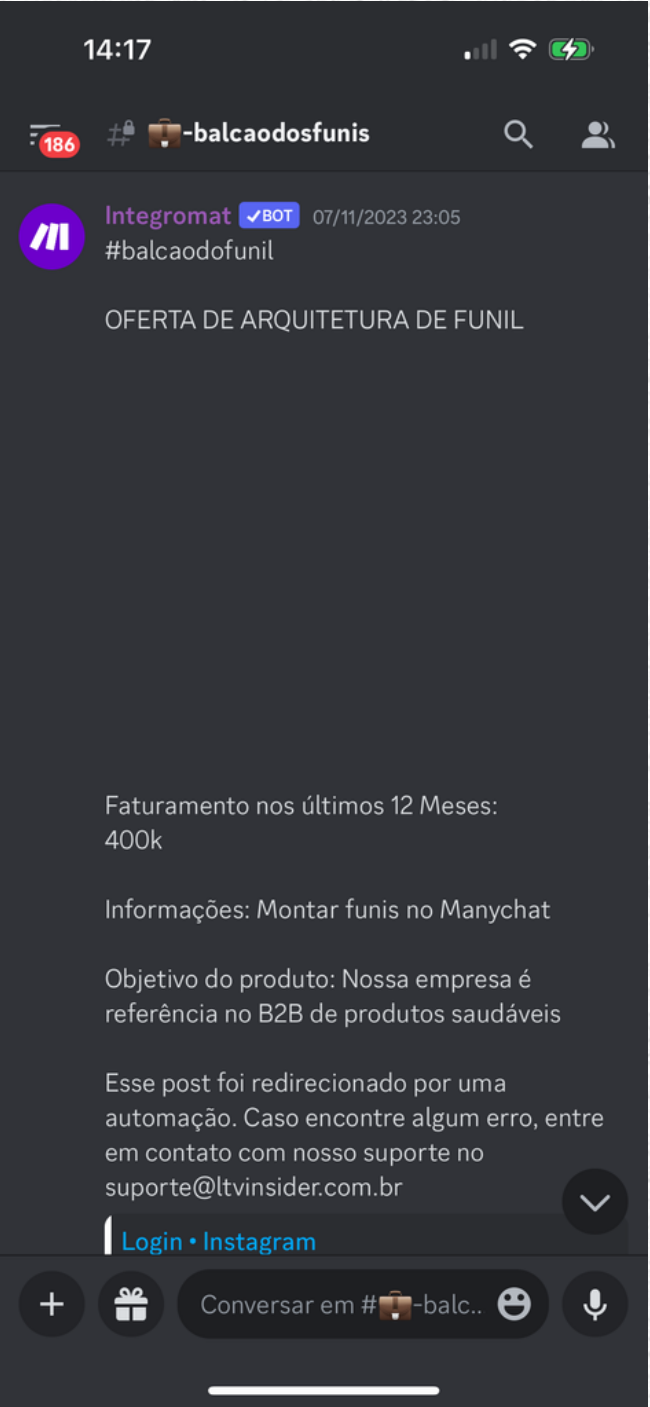 14:17
186
# 💼-balcaodosfunis
Integromat ✓BOT 07/11/2023 23:05
#balcaodofunil
OFERTA DE ARQUITETURA DE FUNIL
Faturamento nos últimos 12 Meses:
400k
Informações: Montar funis no Manychat
Objetivo do produto: Nossa empresa é
referência no B2B de produtos saudáveis
Esse post foi redirecionado por uma
automação. Caso encontre algum erro, entre
em contato com nosso suporte no
suporte@ltvinsider.com.br
Login • Instagram
Conversar em #💼-balc..